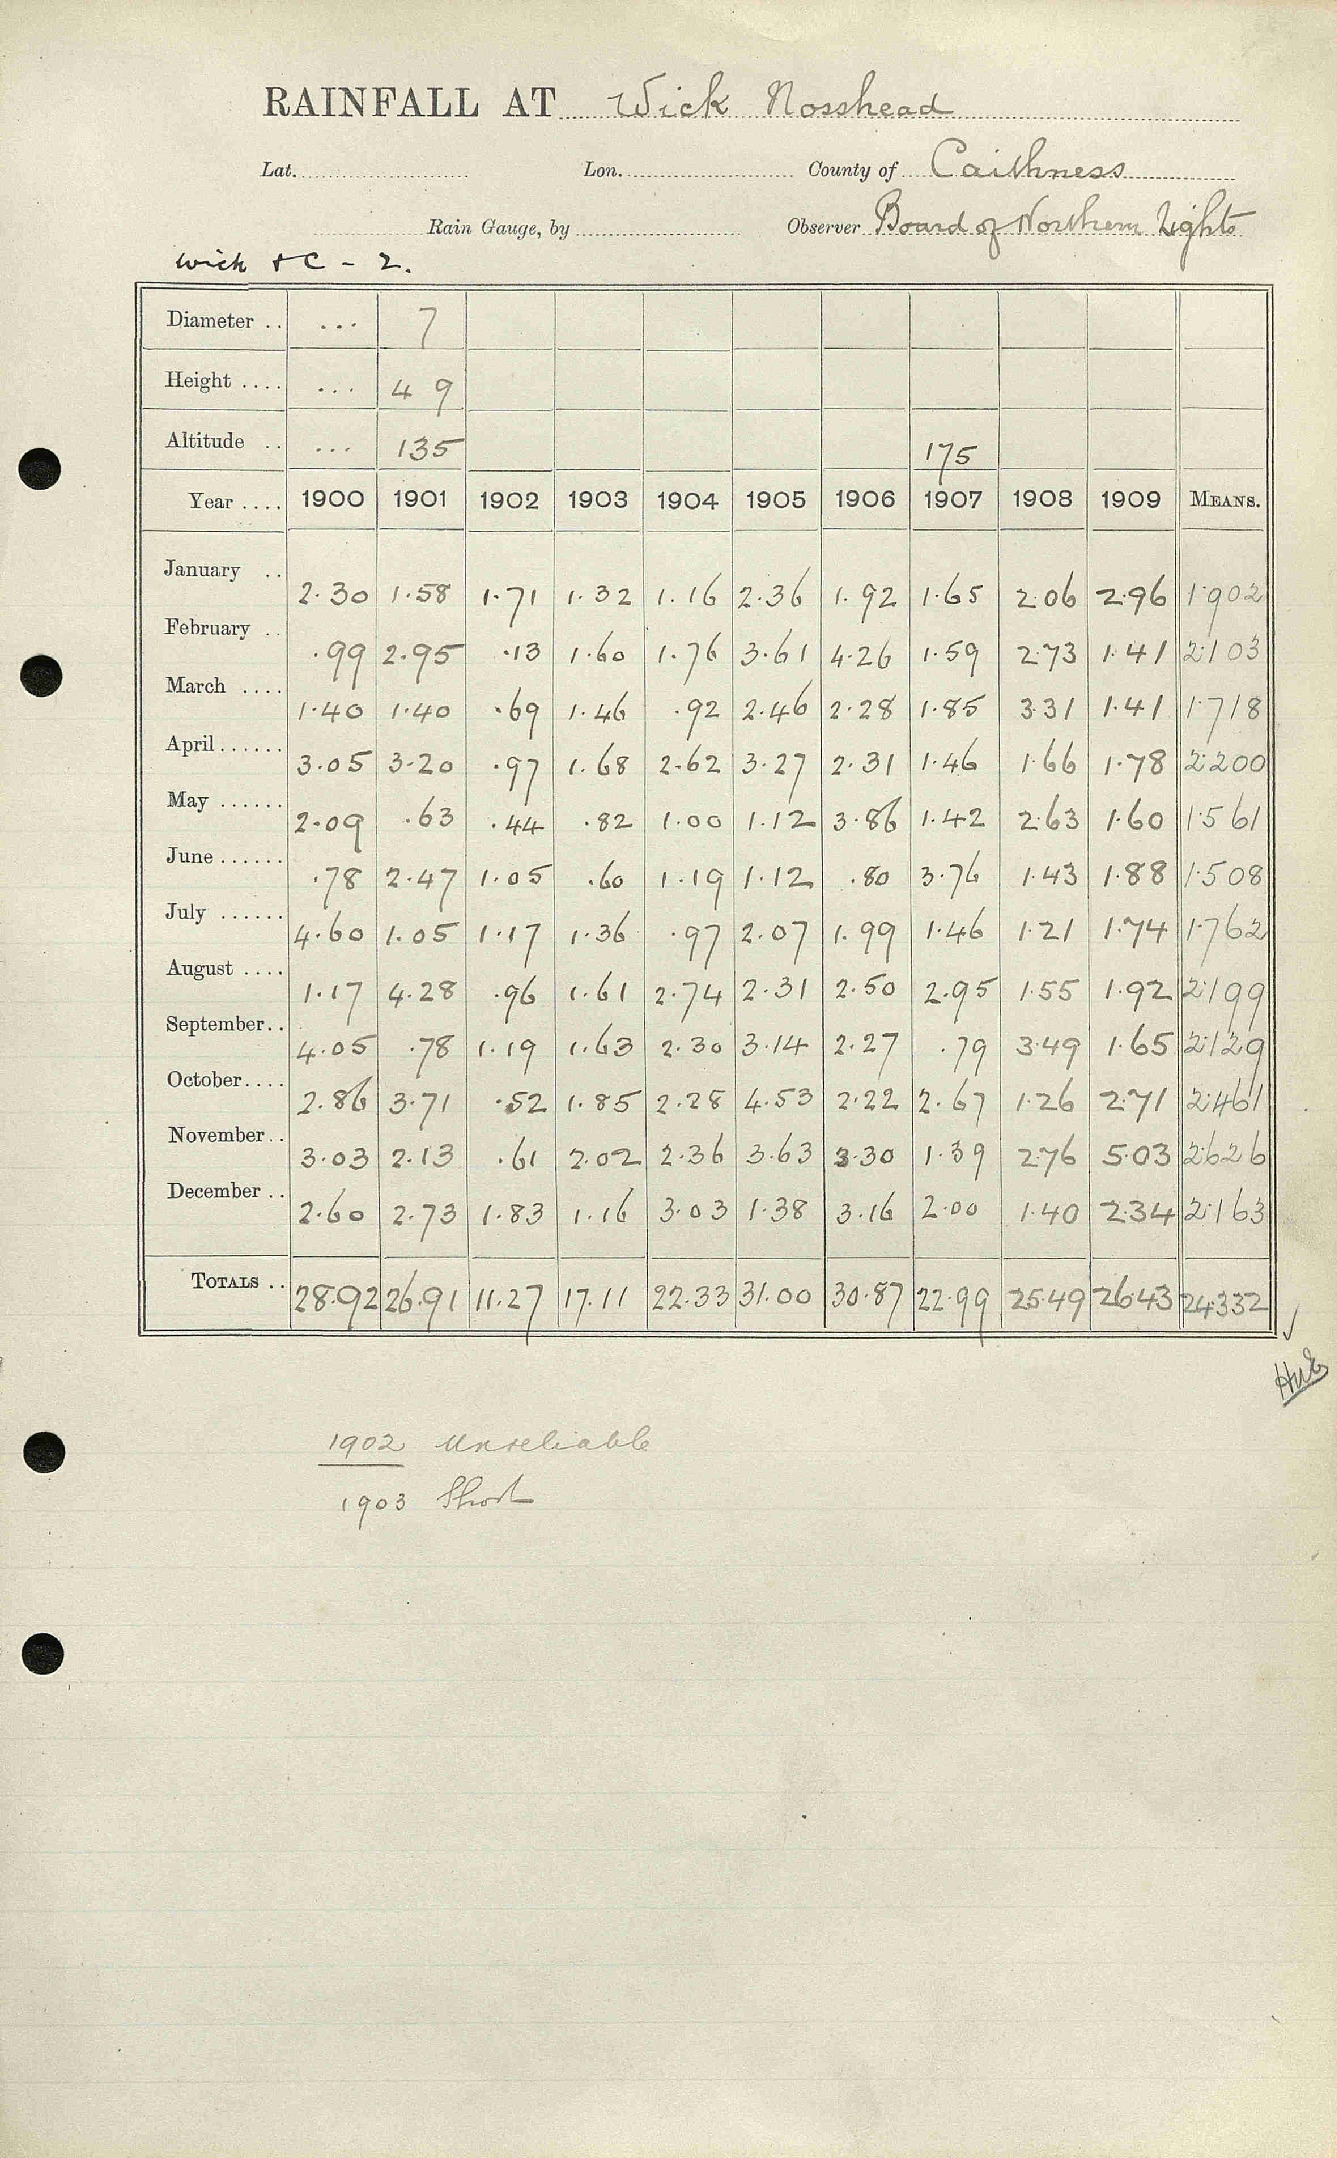 RAINFALL AT Wick Nosshead
Lat. Lon. County of Caithness
Rain Gauge, by Observer Board of Northern Lights
Wick + C - 2.
Diameter .. ... 7
Height .... ... 4 9
Altitude .. ... 135 175
Year .... 1900 1901 1902 1903 1904 1905 1906 1907 1908 1909 MEANS.
January .. 2.30 1.58 1.71 1.32 1.16 2.36 1.92 1.65 2.06 2.96 1.902
February .. .99 2.95 .13 1.60 1.76 3.61 4.26 1.59 2.73 1.41 2.103
March .... 1.40 1.40 .69 1.46 .92 2.46 2.28 1.85 3.31 1.41 1.718
April ...... 3.05 3.20 .97 1.68 2.62 3.27 2.31 1.46 1.66 1.78 2.200
May ...... 2.09 .63 .44 .82 1.00 1.12 3.86 1.42 2.63 1.60 1.561
June ...... .78 2.47 1.05 .60 1.19 1.12 .80 3.76 1.43 1.88 1.508
July ...... 4.60 1.05 1.17 1.36 .97 2.07 1.99 1.46 1.21 1.74 1.762
August .... 1.17 4.28 .96 1.61 2.74 2.31 2.50 2.95 1.55 1.92 2.199
September.. 4.05 .78 1.19 1.63 2.30 3.14 2.27 .79 3.49 1.65 2.129
October.... 2.86 3.71 .52 1.85 2.28 4.53 2.22 2.67 1.26 2.71 2.461
November.. 3.03 2.13 .61 2.02 2.36 3.63 3.30 1.39 2.76 5.03 2.626
December .. 2.60 2.73 1.83 1.16 3.03 1.38 3.16 2.00 1.40 2.34 2.163
TOTALS .. 28.92 26.91 11.27 17.11 22.33 31.00 30.87 22.99 25.49 26.43 24.332
1902 Unreliable
1903 Short